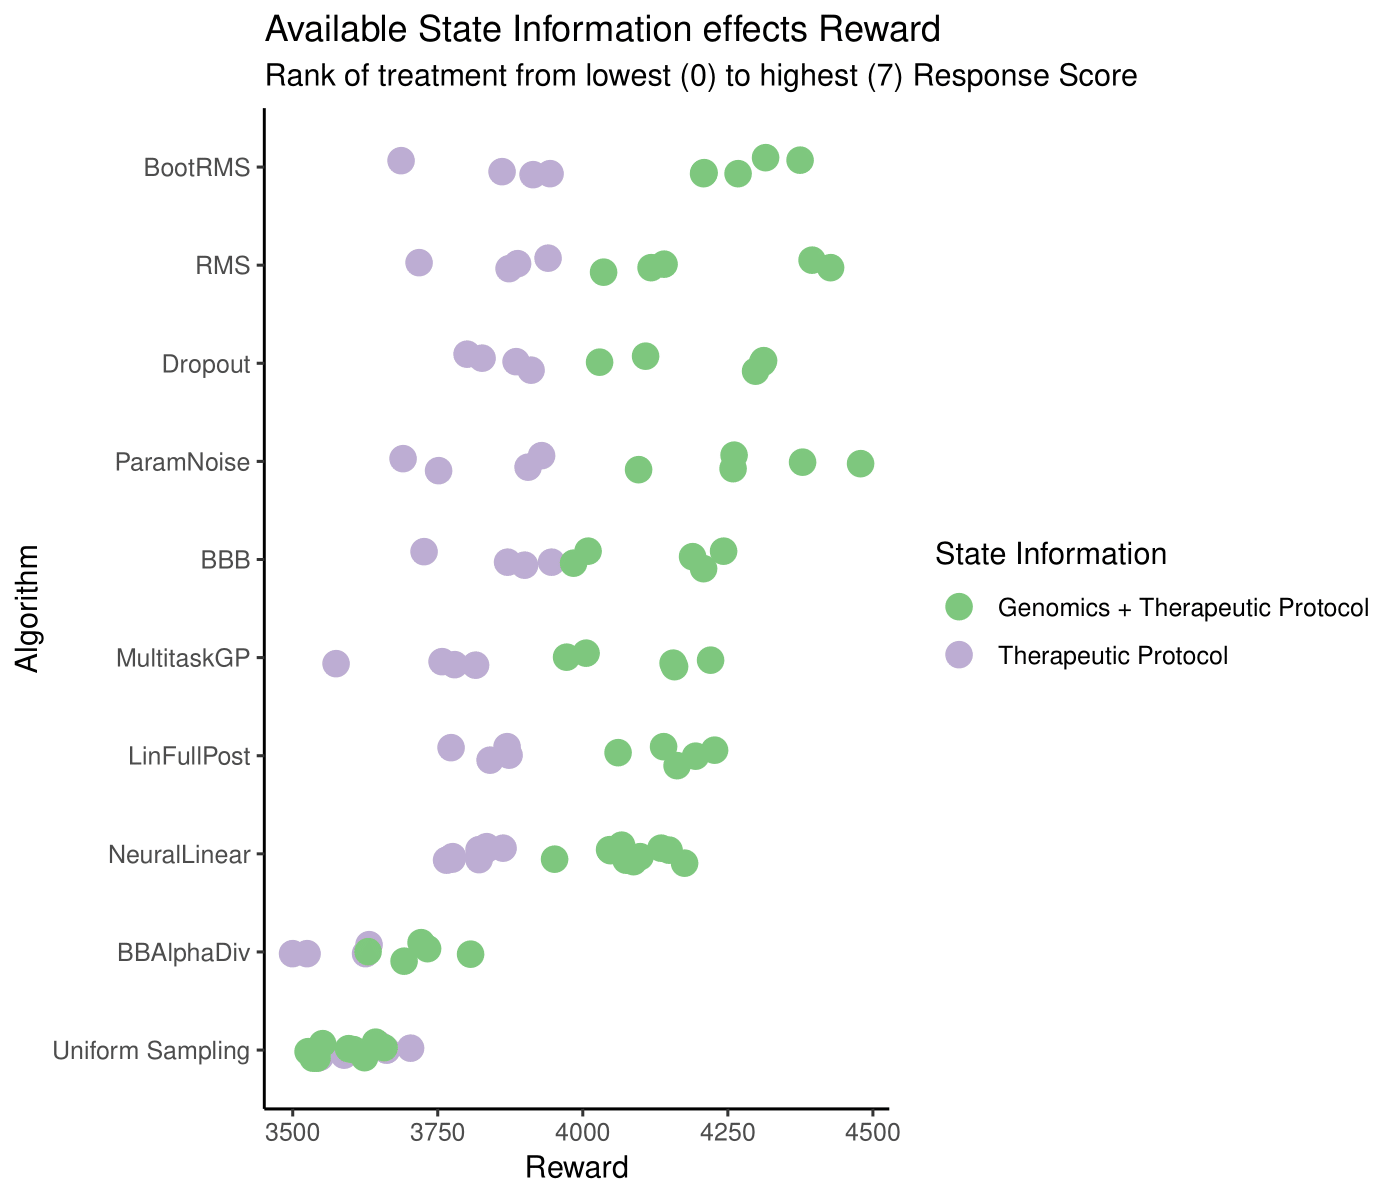 Available State Information effects Reward
Rank of treatment from lowest (0) to highest (7) Response Score
Algorithm
BootRMS
RMS
Dropout
ParamNoise
BBB
MultitaskGP
LinFullPost
NeuralLinear
BBAlphaDiv
Uniform Sampling
3500 3750 4000 4250 4500
Reward
State Information
Genomics + Therapeutic Protocol
Therapeutic Protocol